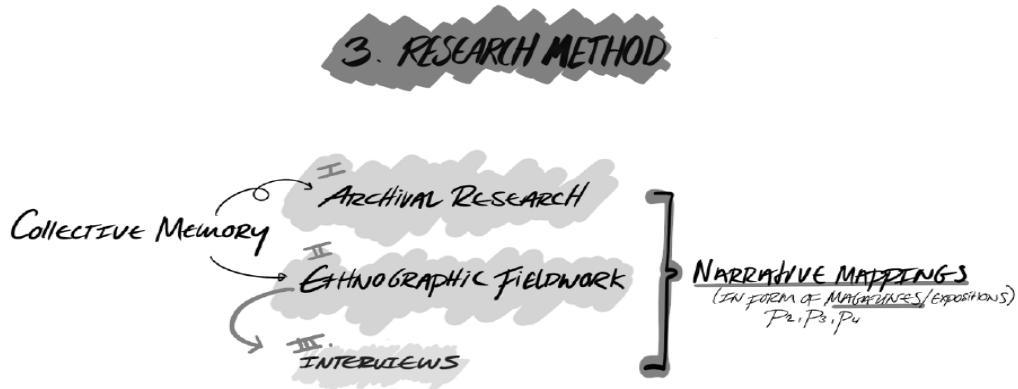 3. RESEARCH METHOD
I
ARCHIVAL RESEARCH
COLLECTIVE MEMORY
II
ETHNOGRAPHIC FIELDWORK
III.
INTERVIEWS
NARRATIVE MAPPINGS
(IN FORM OF MAGAZINES/EXPOSITIONS)
P2, P3, P4